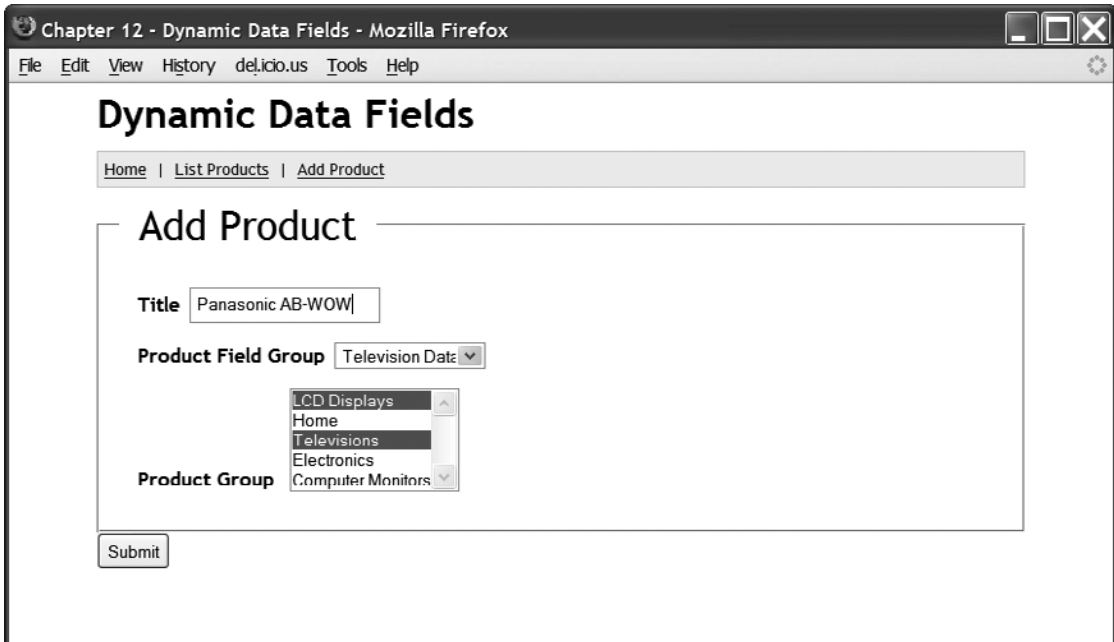 Chapter 12 - Dynamic Data Fields - Mozilla Firefox
File Edit View History del.icio.us Tools Help
Dynamic Data Fields
Home | List Products | Add Product
Add Product
Title Panasonic AB-WOW
Product Field Group Television Data
LCD Displays
Home
Televisions
Electronics
Product Group Computer Monitors
Submit